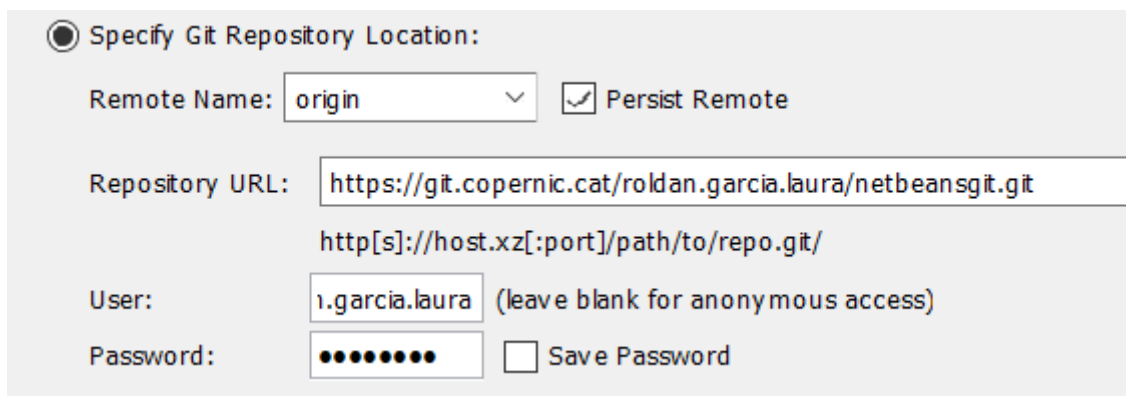 Specify Git Repository Location:
Remote Name: origin Persist Remote
Repository URL: https://git.copernic.cat/roldan.garcia.laura/netbeansgit.git
http[s]://host.xz[:port]/path/to/repo.git/
User: .garcia.laura (leave blank for anonymous access)
Password: ●●●●●●●● Save Password